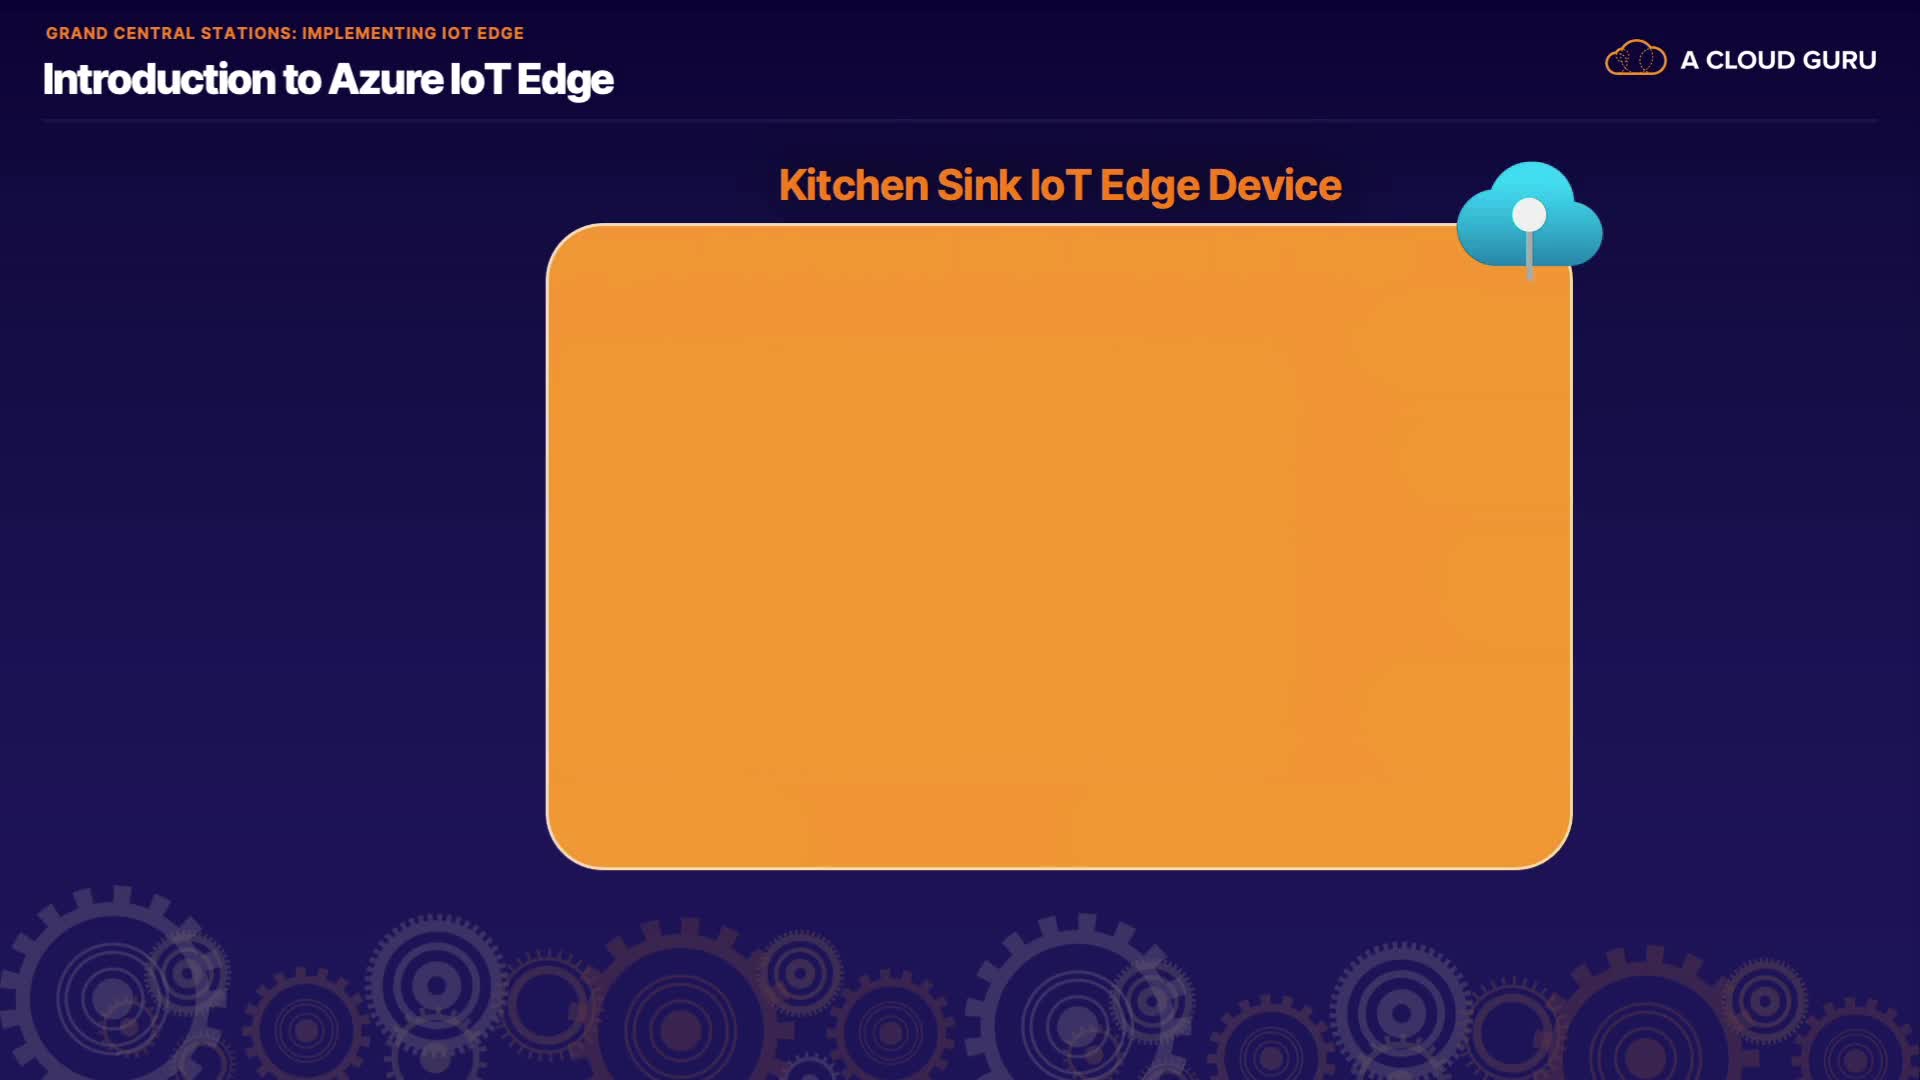 GRAND CENTRAL STATIONS: IMPLEMENTING IOT EDGE
Introduction to Azure IoT Edge
A CLOUD GURU
Kitchen Sink IoT Edge Device